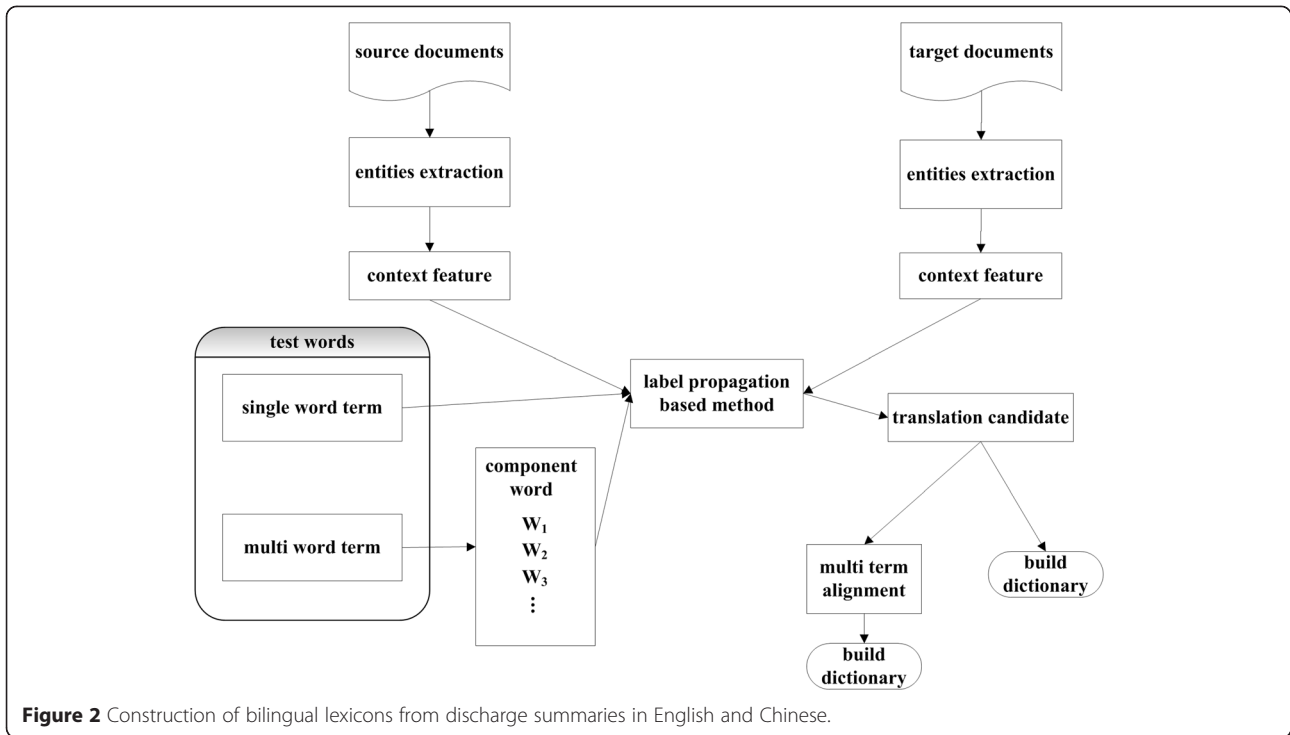 source documents
target documents
entities extraction
entities extraction
context feature
context feature
test words
single word term
multi word term
component
word
W₁
W₂
W₃
⋮
label propagation
based method
translation candidate
multi term
alignment
build
dictionary
build
dictionary
Figure 2 Construction of bilingual lexicons from discharge summaries in English and Chinese.